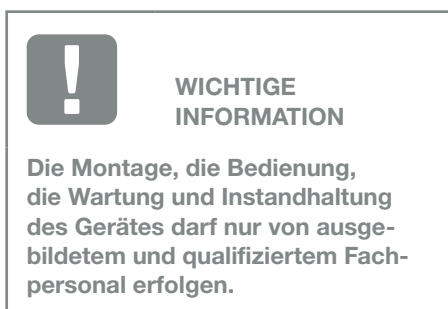 WICHTIGE
INFORMATION
Die Montage, die Bedienung,
die Wartung und Instandhaltung
des Gerätes darf nur von ausge-
bildetem und qualifiziertem Fach-
personal erfolgen.